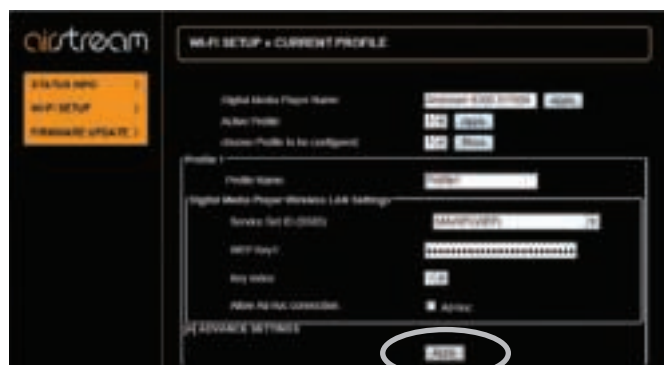 airstream
WI-FI SETUP » CURRENT PROFILE
STATUS INFO
WI-FI SETUP
FIRMWARE UPDATE
Digital Media Player Name:
Apply
Active Profile:
1 Apply
choose Profile to be configured:
1
Profile 1
Profile Name:
Digital Media Player Wireless LAN Settings
Service Set ID (SSID)
WEP Key1
Key Index
Allow Ad-Hoc connection
Ad-Hoc
ADVANCE SETTINGS
Apply